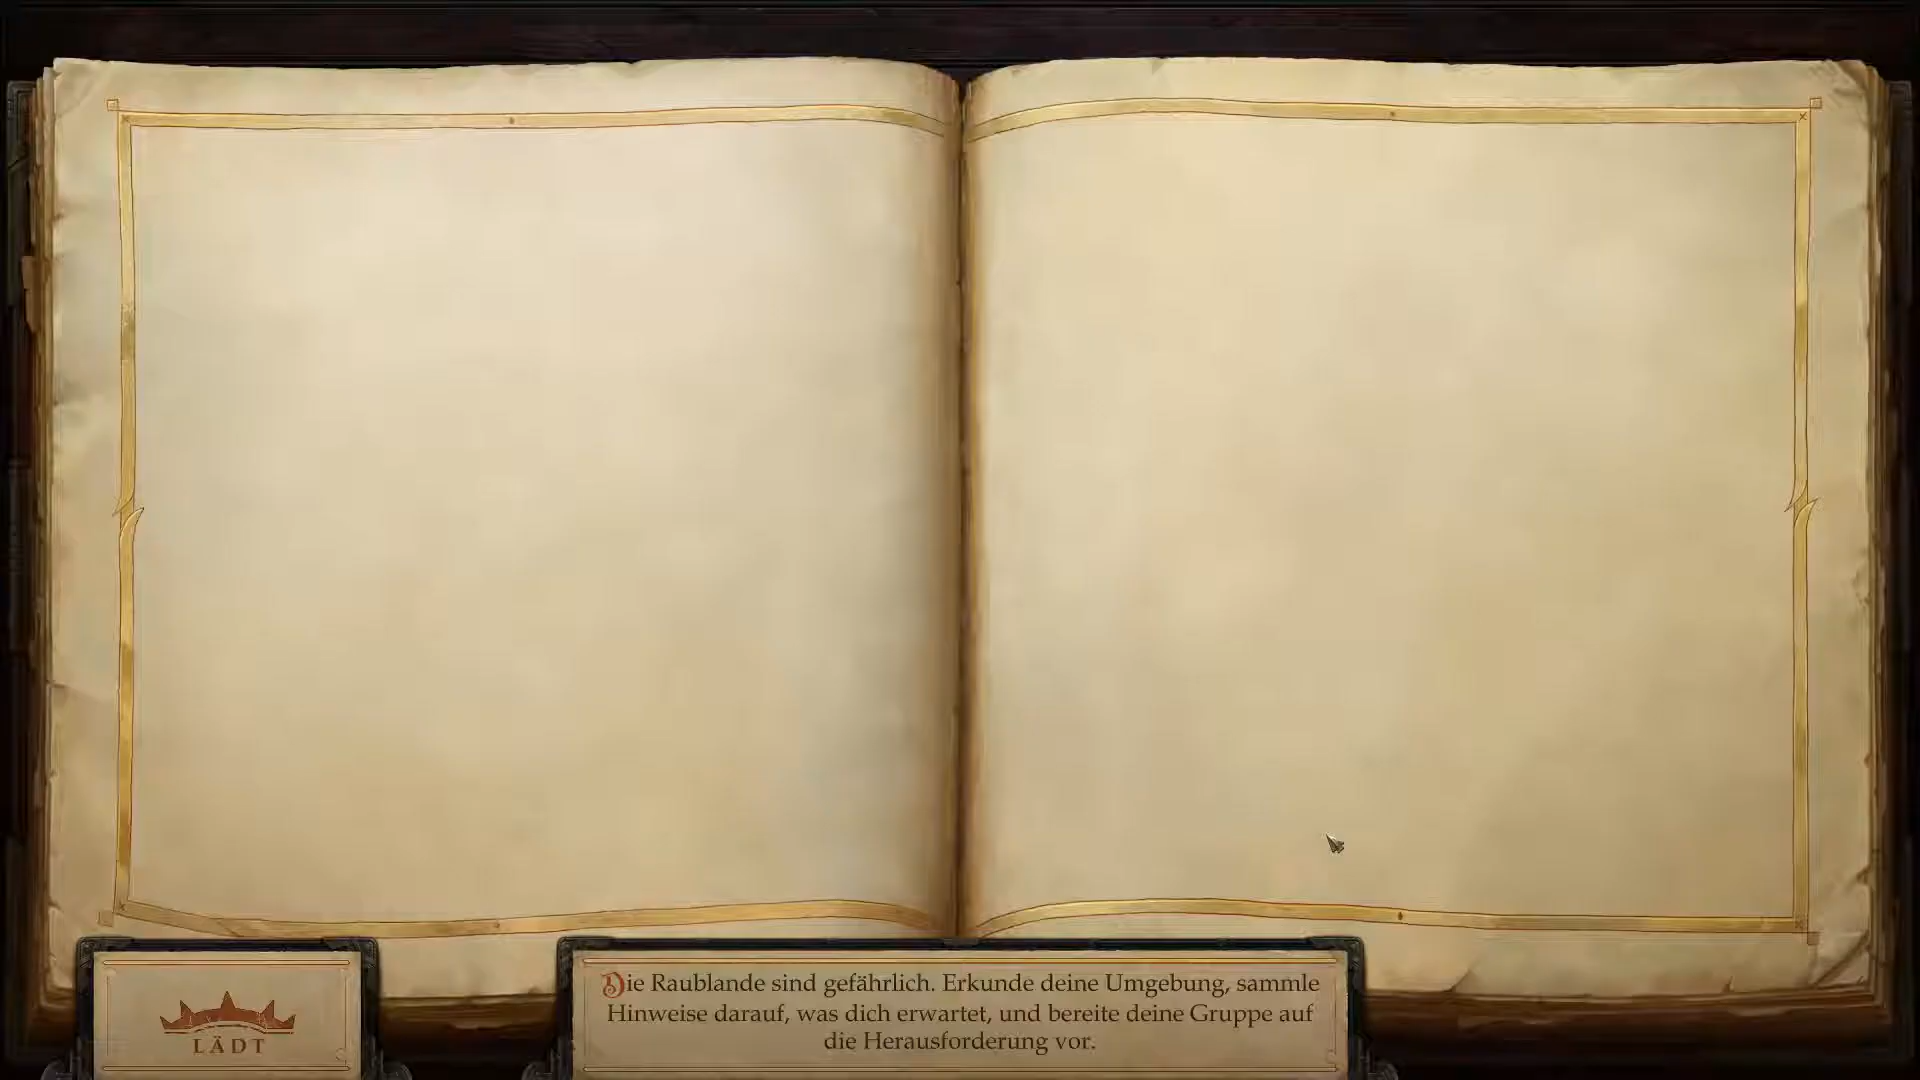 LÄDT
Die Raublande sind gefährlich. Erkunde deine Umgebung, sammle
Hinweise darauf, was dich erwartet, und bereite deine Gruppe auf
die Herausforderung vor.